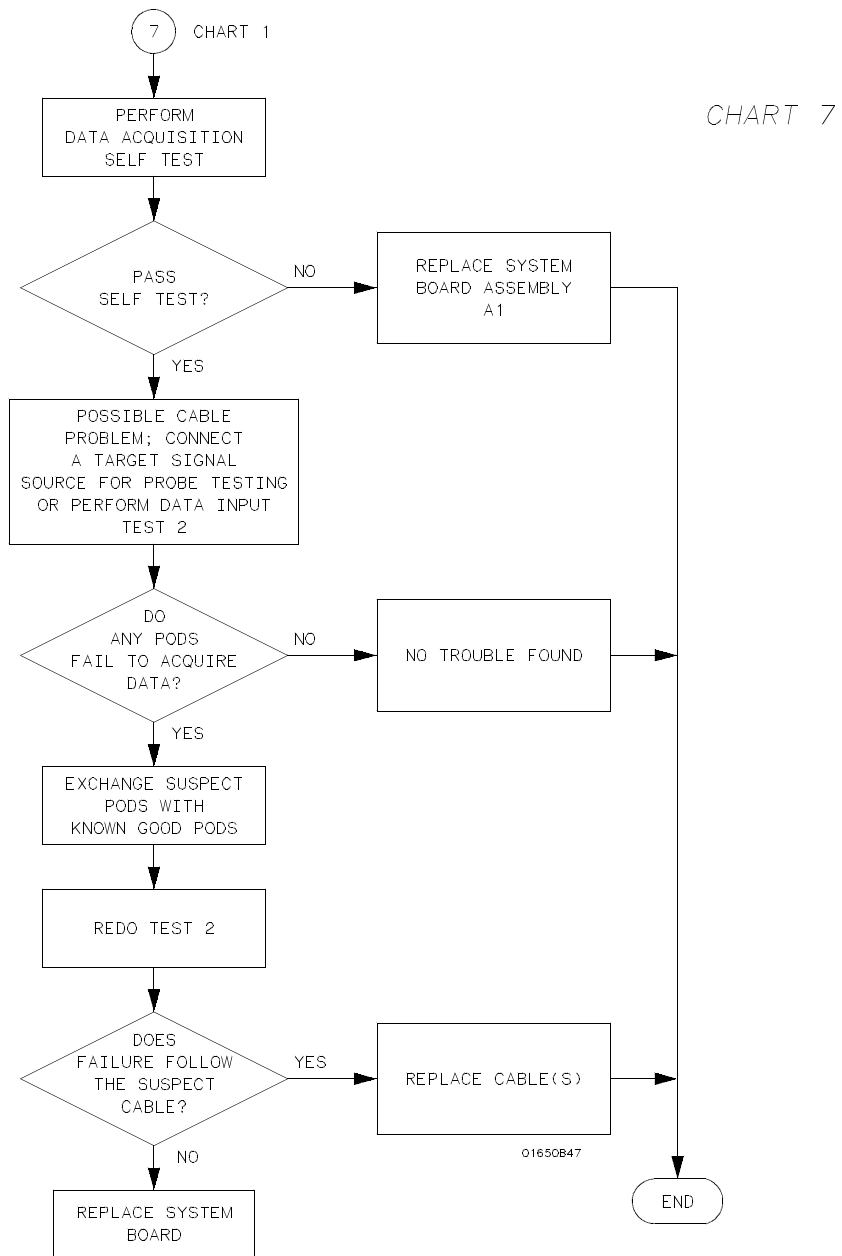 7 CHART 1
CHART 7
PERFORM
DATA ACQUISITION
SELF TEST
PASS
SELF TEST?
NO
REPLACE SYSTEM
BOARD ASSEMBLY
A1
YES
POSSIBLE CABLE
PROBLEM; CONNECT
A TARGET SIGNAL
SOURCE FOR PROBE TESTING
OR PERFORM DATA INPUT
TEST 2
DO
ANY PODS
FAIL TO ACQUIRE
DATA?
NO
NO TROUBLE FOUND
YES
EXCHANGE SUSPECT
PODS WITH
KNOWN GOOD PODS
REDO TEST 2
DOES
FAILURE FOLLOW
THE SUSPECT
CABLE?
YES
REPLACE CABLE(S)
01650B47
NO
REPLACE SYSTEM
BOARD
END